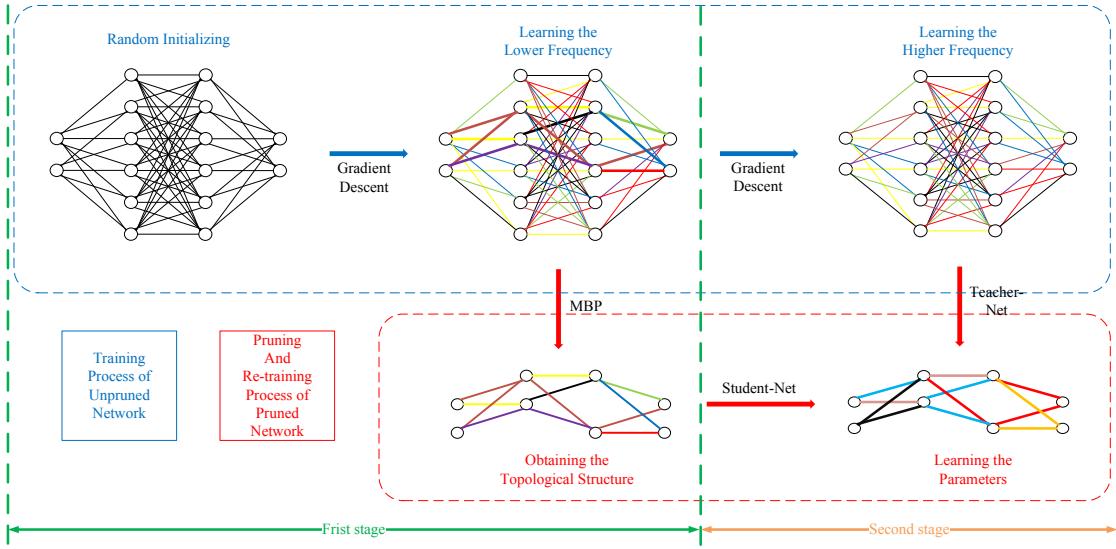 Random Initializing
Learning the
Lower Frequency
Learning the
Higher Frequency
Gradient
Descent
Gradient
Descent
MBP
Teacher-
Net
Training
Process of
Unpruned
Network
Pruning
And
Re-training
Process of
Pruned
Network
Student-Net
Obtaining the
Topological Structure
Learning the
Parameters
Frist stage
Second stage